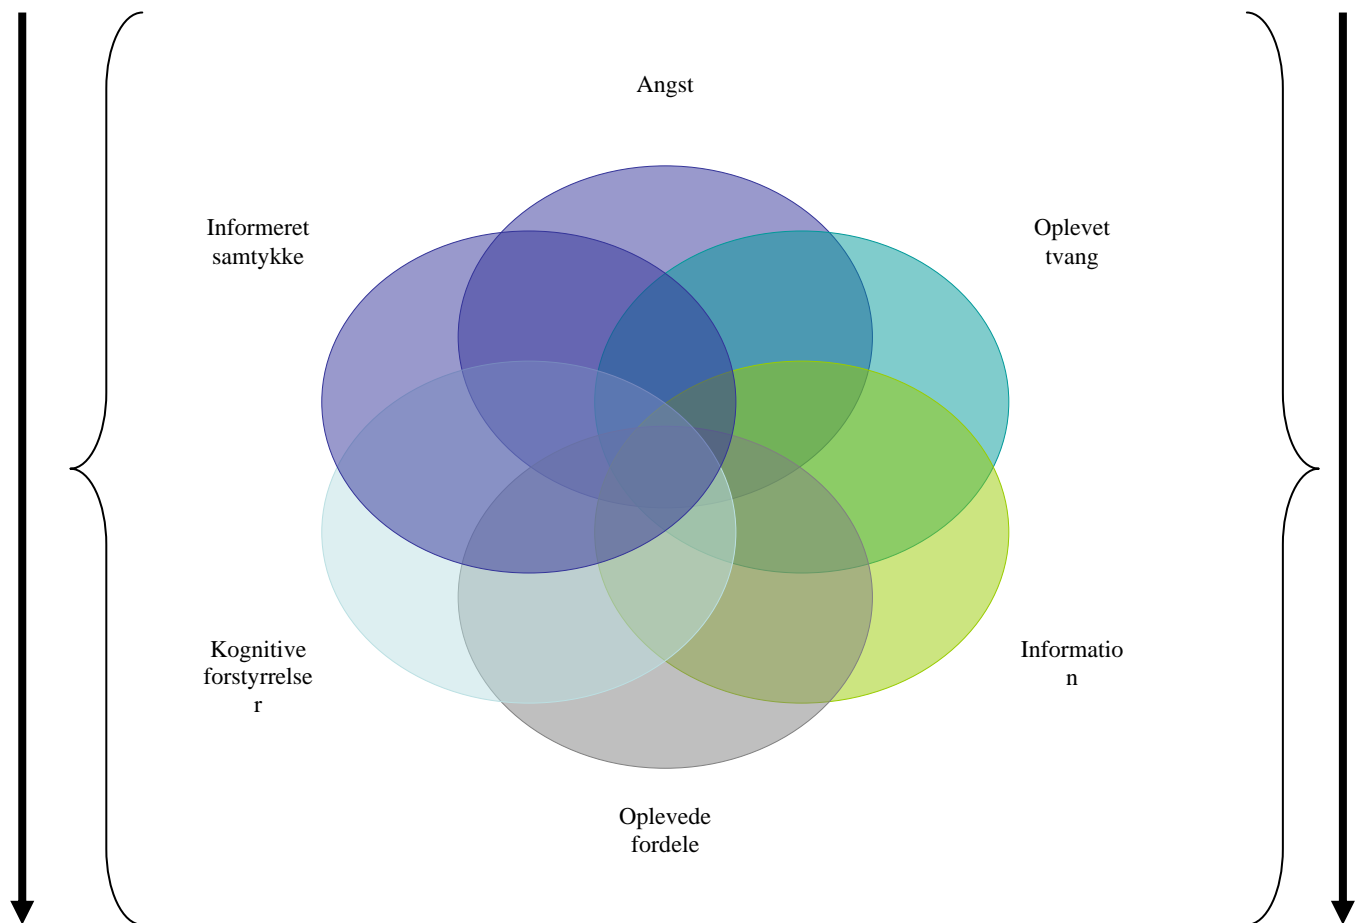 Angst
Informeret
samtykke
Oplevet
tvang
Kognitive
forstyrrelse
r
Informatio
n
Oplevede
fordele